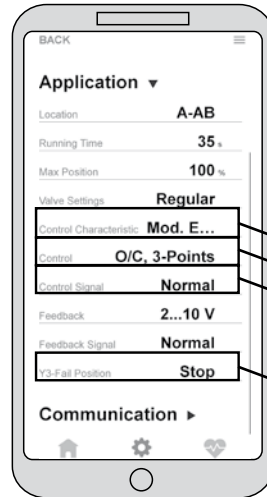 BACK
Application ▼
Location A-AB
Running Time 35 s
Max Position 100 %
Valve Settings Regular
Control Characteristic Mod. E...
Control O/C, 3-Points
Control Signal Normal
Feedback 2...10 V
Feedback Signal Normal
Y3-Fail Position Stop
Communication ►